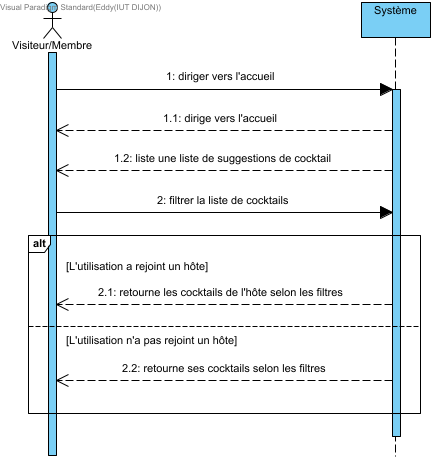 Visual Paradigm Standard(Eddy(IUT DIJON))
Système
Visiteur/Membre
1: diriger vers l'accueil
1.1: dirige vers l'accueil
1.2: liste une liste de suggestions de cocktail
2: filtrer la liste de cocktails
alt
[L'utilisation a rejoint un hôte]
2.1: retourne les cocktails de l'hôte selon les filtres
[L'utilisation n'a pas rejoint un hôte]
2.2: retourne ses cocktails selon les filtres